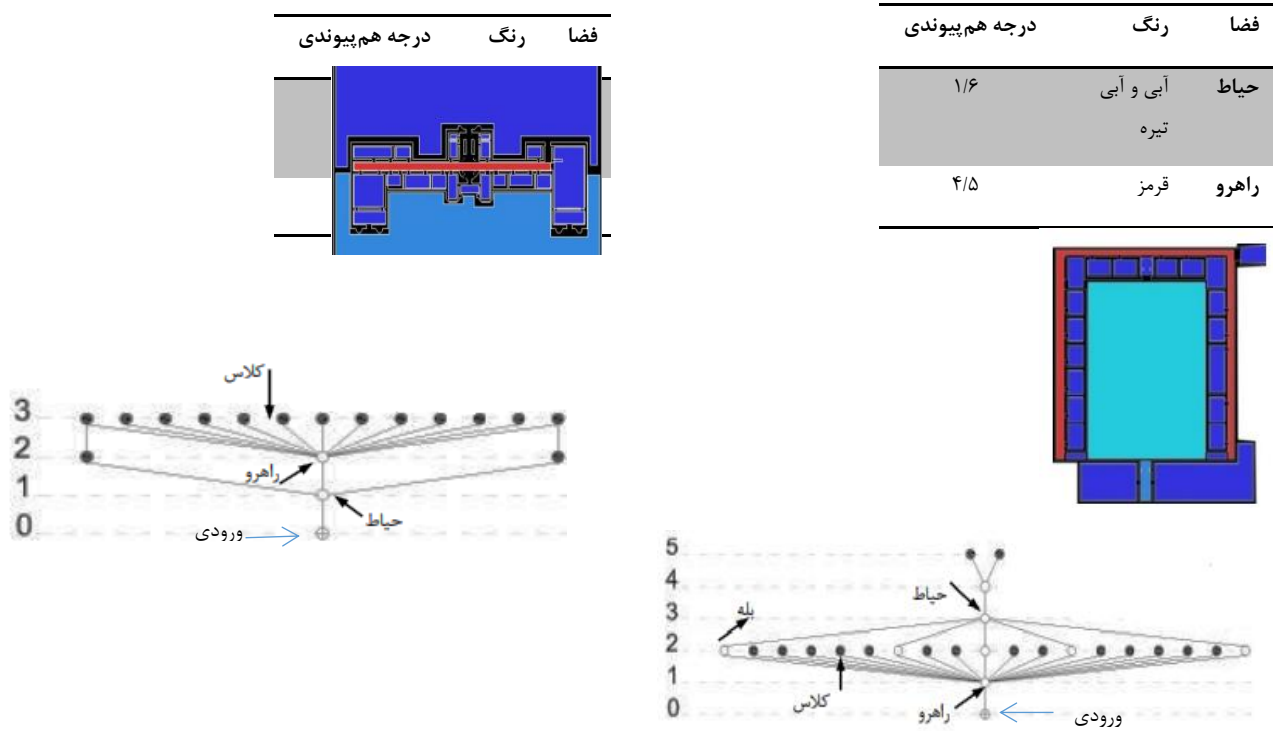 فضا رنگ درجه هم‌پیوندی
حیاط آبی و آبی ۱/۶
تیره
راهرو قرمز ۴/۵
فضا رنگ درجه هم‌پیوندی
کلاس
3
2
راهرو
1
حیاط
0
ورودی
5
4
حیاط
3
پله
2
کلاس
1
راهرو
0
ورودی